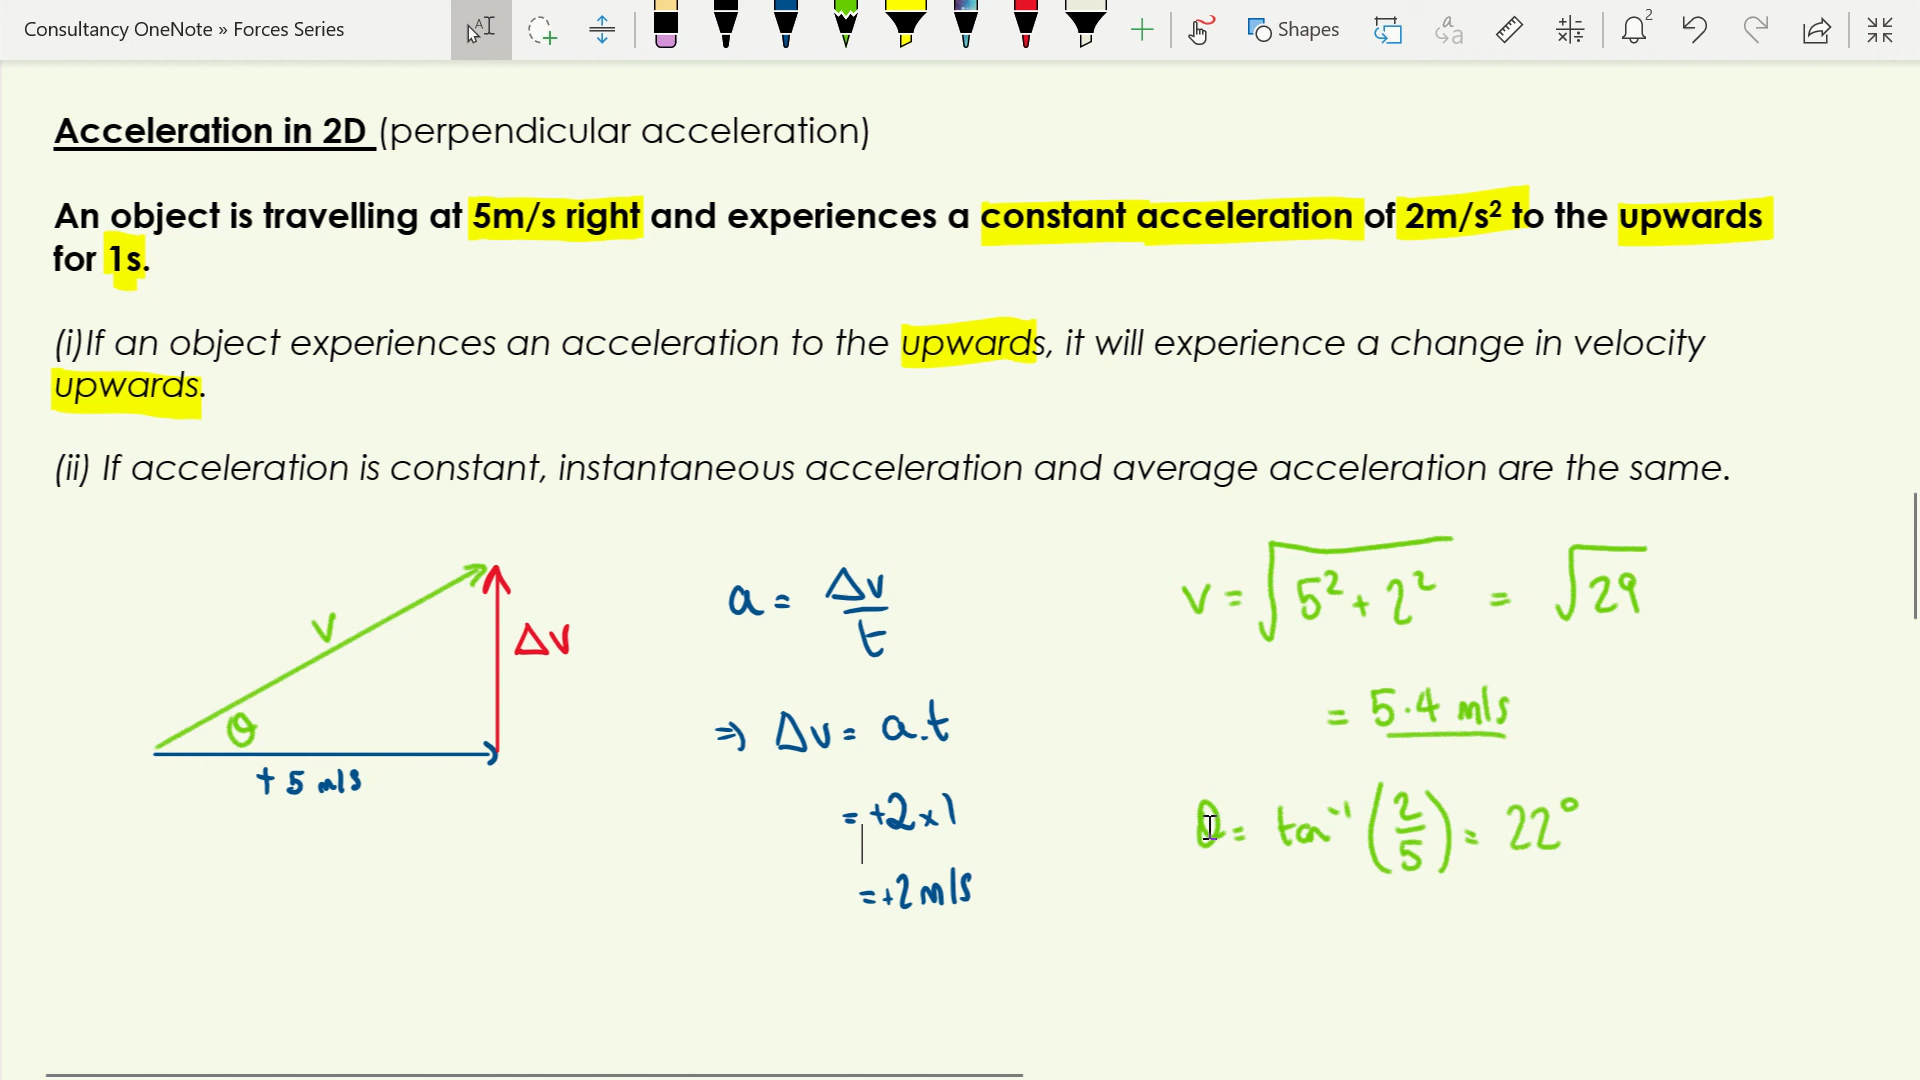 Consultancy OneNote » Forces Series
Shapes
2
Acceleration in 2D (perpendicular acceleration)
An object is travelling at 5m/s right and experiences a constant acceleration of 2m/s² to the upwards
for 1s.
(i)If an object experiences an acceleration to the upwards, it will experience a change in velocity
upwards.
(ii) If acceleration is constant, instantaneous acceleration and average acceleration are the same.
v
Δv
θ
+ 5 m/s
a = Δv/t
⇒ Δv = a.t
= +2 x 1
= +2 m/s
v = √(5² + 2²) = √29
= 5.4 m/s
θ = tan⁻¹ (2/5) = 22°